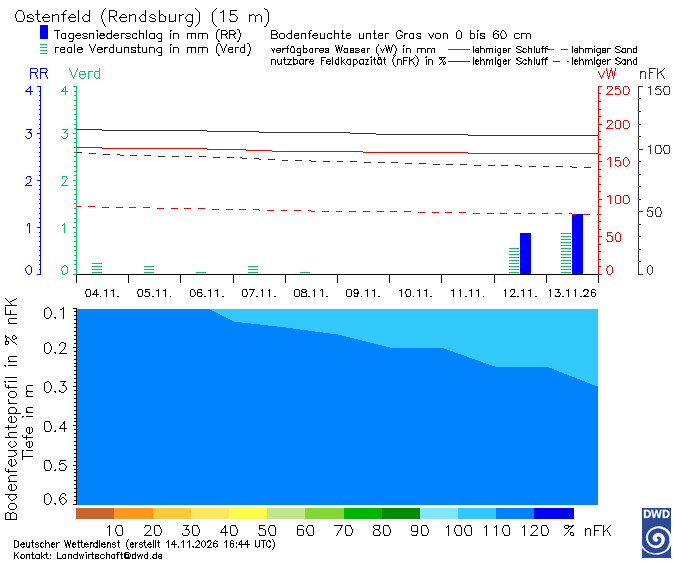 Ostenfeld (Rendsburg) (15 m)
Tagesniederschlag in mm (RR)
reale Verdunstung in mm (Verd)
Bodenfeuchte unter Gras von 0 bis 60 cm
verfügbares Wasser (vW) in mm lehmiger Schluff lehmiger Sand
nutzbare Feldkapazität (nFK) in % lehmiger Schluff lehmiger Sand
RR Verd vW nFK
4 4 250 150
3 3 200 100
2 2 150 50
1 1 100 0
0 0 50
0
04.11. 05.11. 06.11. 07.11. 08.11. 09.11. 10.11. 11.11. 12.11. 13.11.26
Bodenfeuchteprofil in % nFK
Tiefe in m
0.1
0.2
0.3
0.4
0.5
0.6
10 20 30 40 50 60 70 80 90 100 110 120 % nFK
Deutscher Wetterdienst (erstellt 14.11.2026 16:44 UTC)
Kontakt: Landwirtschaft@dwd.de
DWD